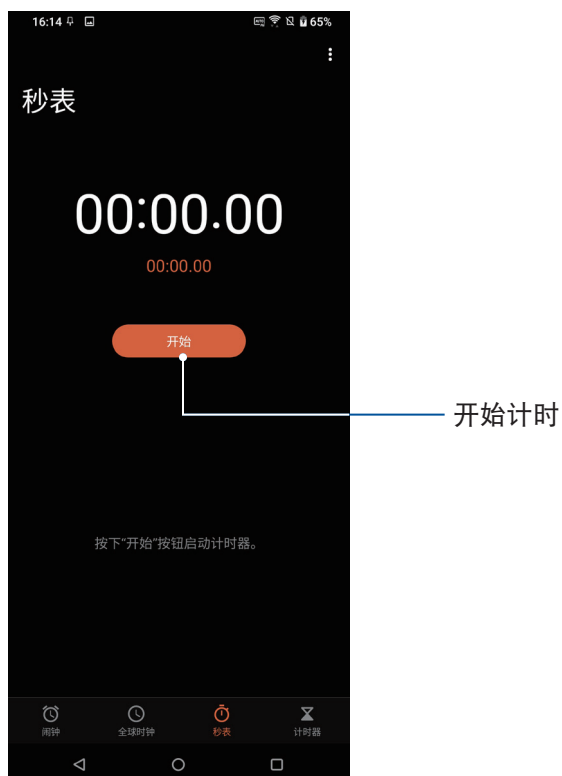 16:14
65%
秒表
00:00.00
00:00.00
开始
开始计时
按下“开始”按钮启动计时器。
闹钟
全球时钟
秒表
计时器